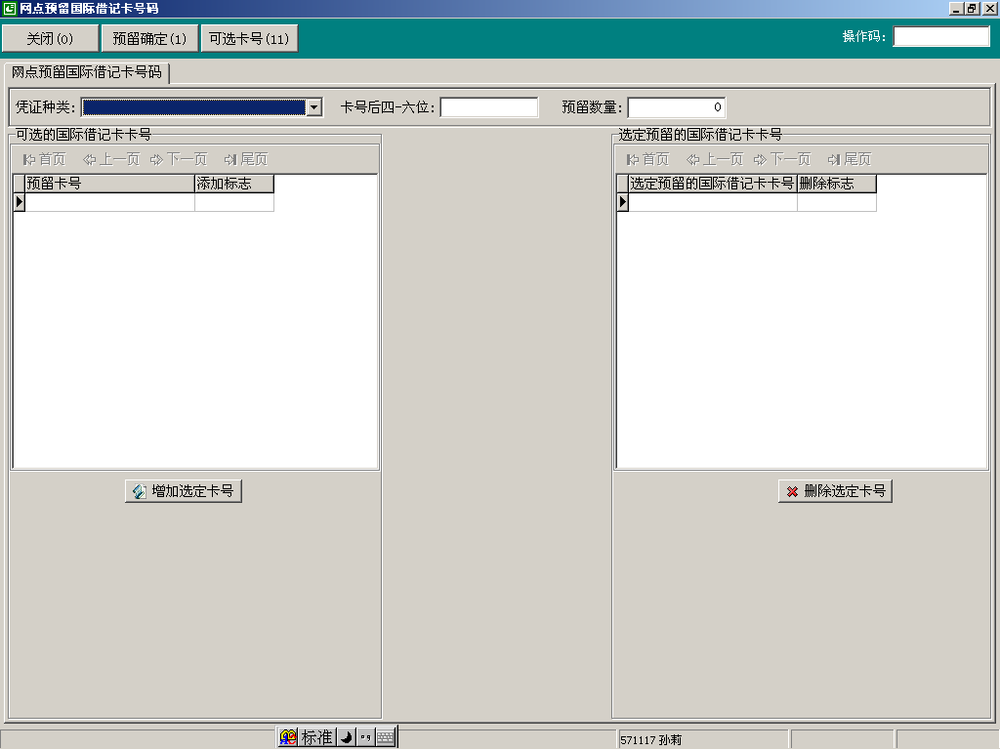 网点预留国际借记卡号码
关闭(0) 预留确定(1) 可选卡号(11) 操作码:
网点预留国际借记卡号码
凭证种类: 卡号后四-六位: 预留数量: 0
可选的国际借记卡卡号
首页 上一页 下一页 尾页
预留卡号 添加标志
增加选定卡号
选定预留的国际借记卡卡号
首页 上一页 下一页 尾页
选定预留的国际借记卡卡号 删除标志
删除选定卡号
标准
571117 孙莉